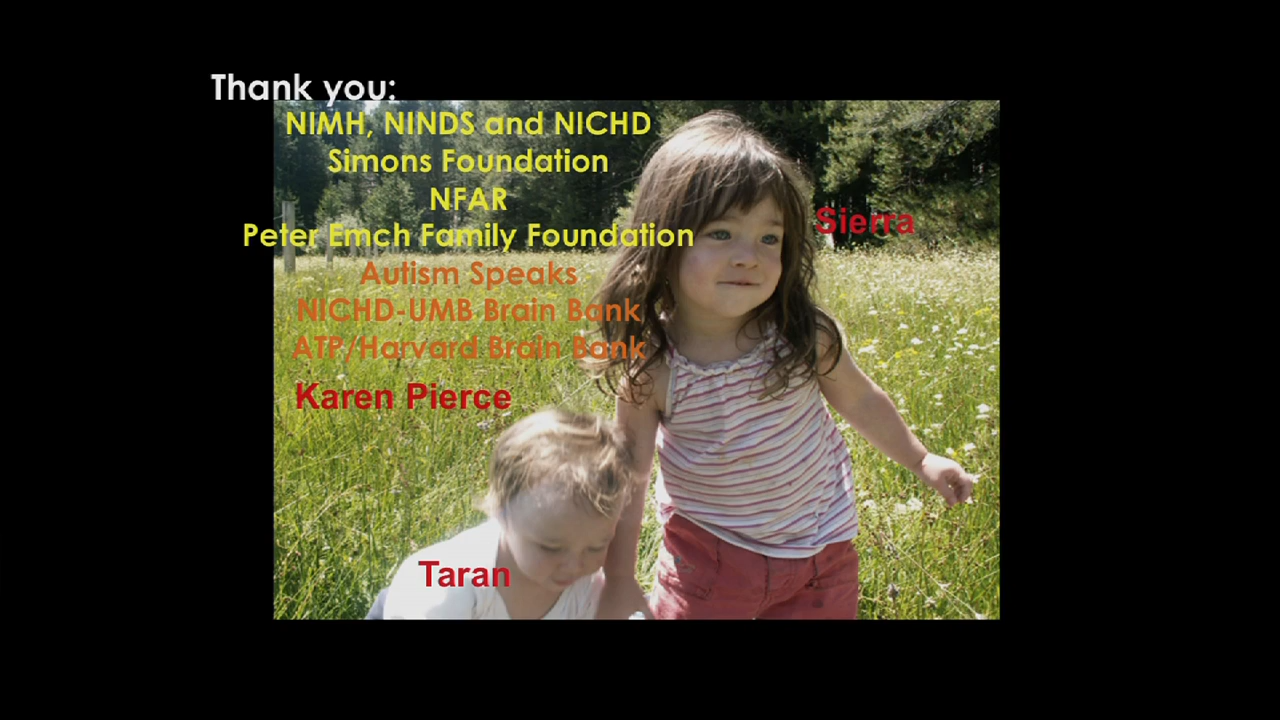 Thank you:
NIMH, NINDS and NICHD
Simons Foundation
NFAR
Peter Emch Family Foundation
Autism Speaks
NICHD-UMB Brain Bank
ATP/Harvard Brain Bank
Karen Pierce
Sierra
Taran